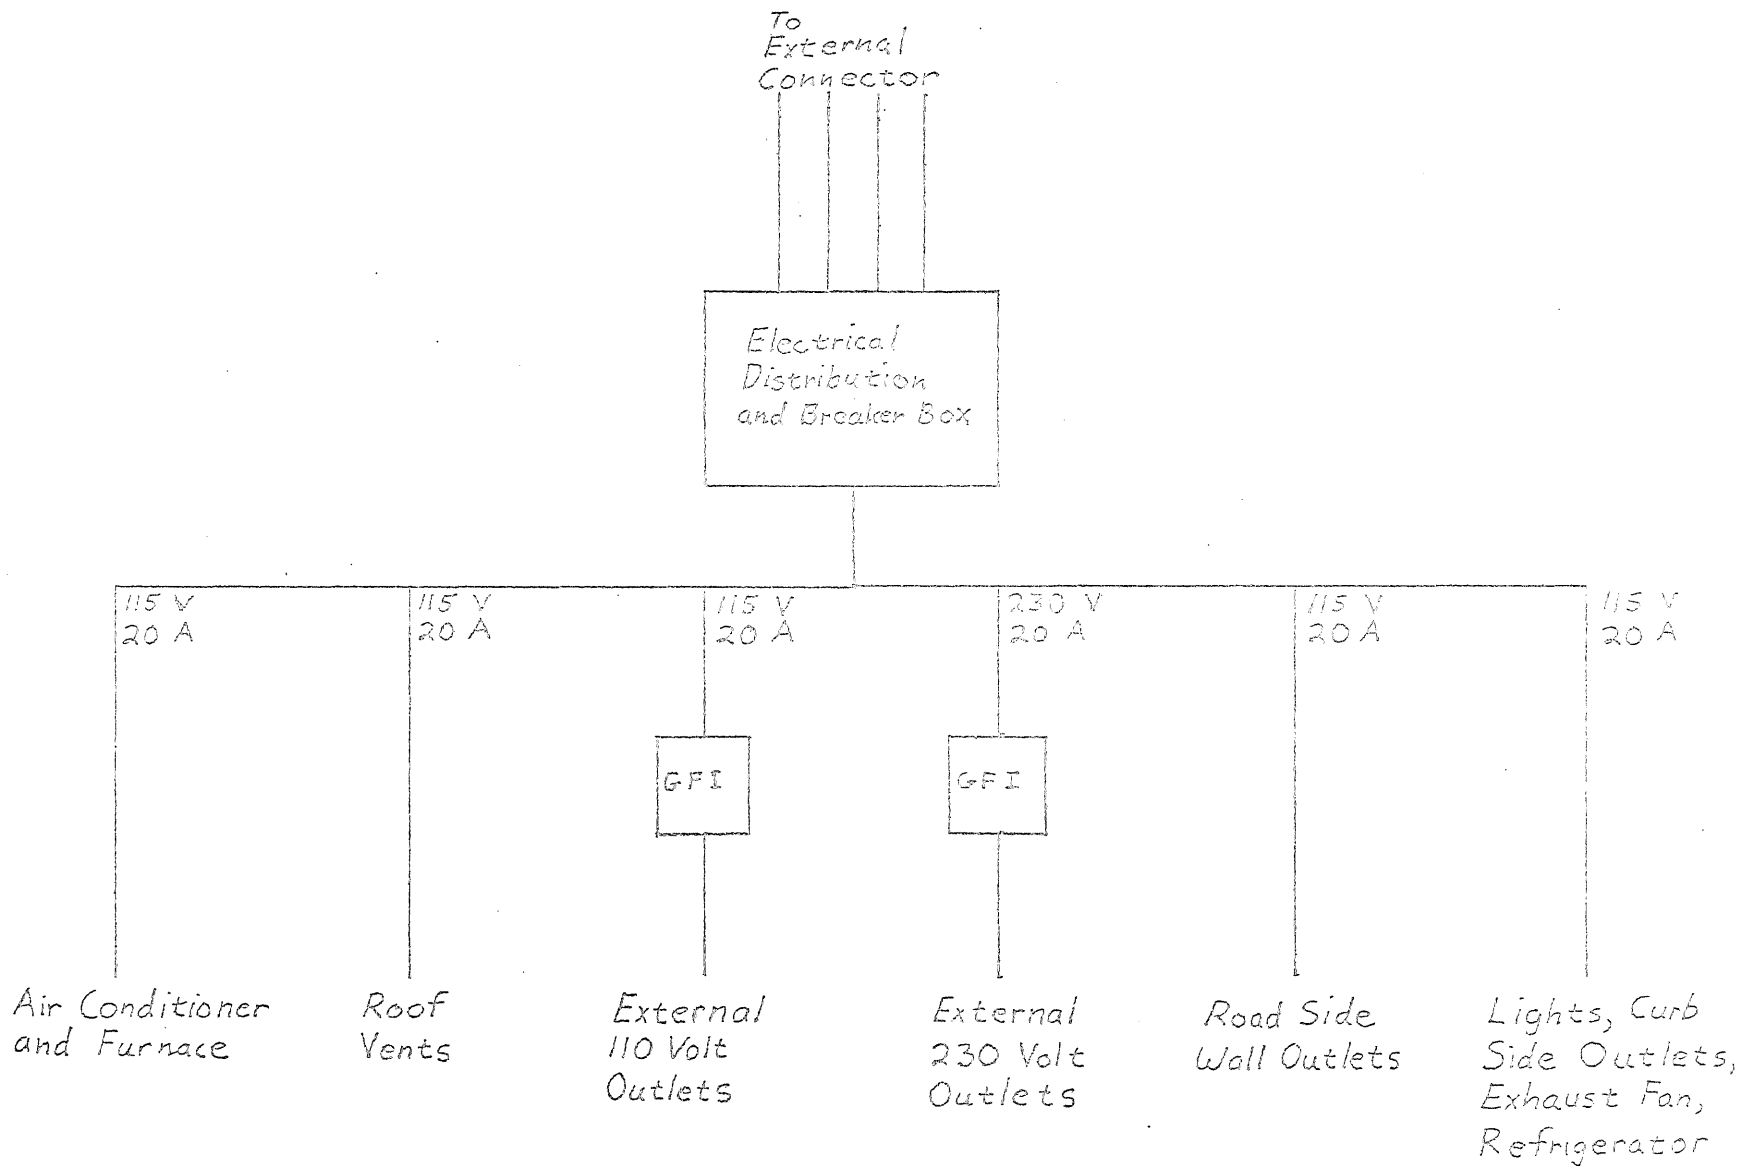 To
External
Connector
Electrical
Distribution
and Breaker Box
115 V
20 A
115 V
20 A
115 V
20 A
230 V
20 A
115 V
20 A
115 V
20 A
GFI
GFI
Air Conditioner
and Furnace
Roof
Vents
External
110 Volt
Outlets
External
230 Volt
Outlets
Road Side
Wall Outlets
Lights, Curb
Side Outlets,
Exhaust Fan,
Refrigerator